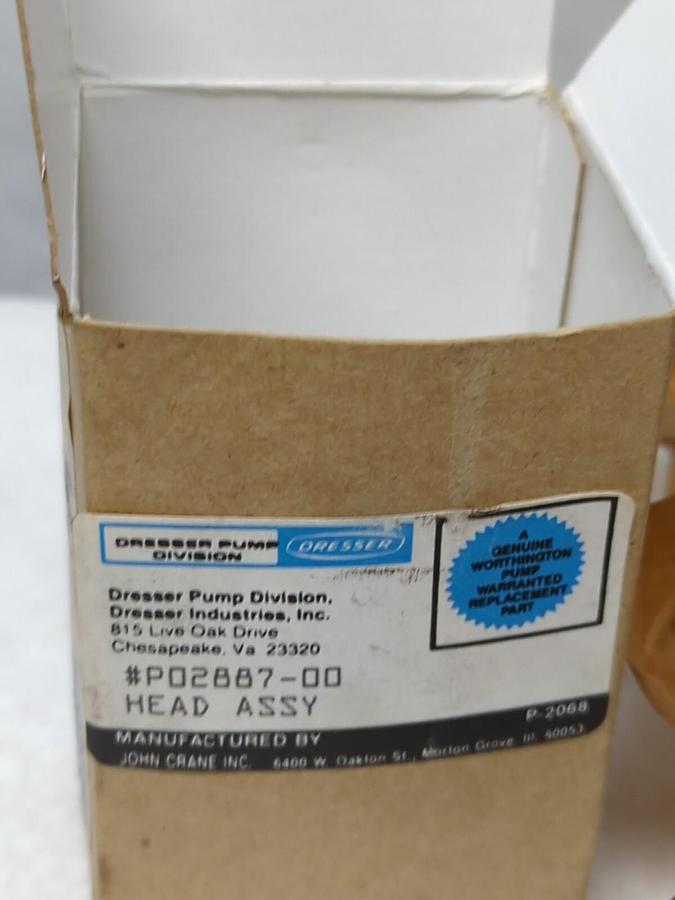 DRESSER PUMP
DIVISION
DRESSER
A
GENUINE
WORTHINGTON
PUMP
WARRANTED
REPLACEMENT
PART
Dresser Pump Division,
Dresser Industries, Inc.
815 Live Oak Drive
Chesapeake, Va 23320
#P02887-00
HEAD ASSY
P-2068
MANUFACTURED BY
JOHN CRANE INC. 6400 W. Oakton St., Morton Grove, Ill. 60053